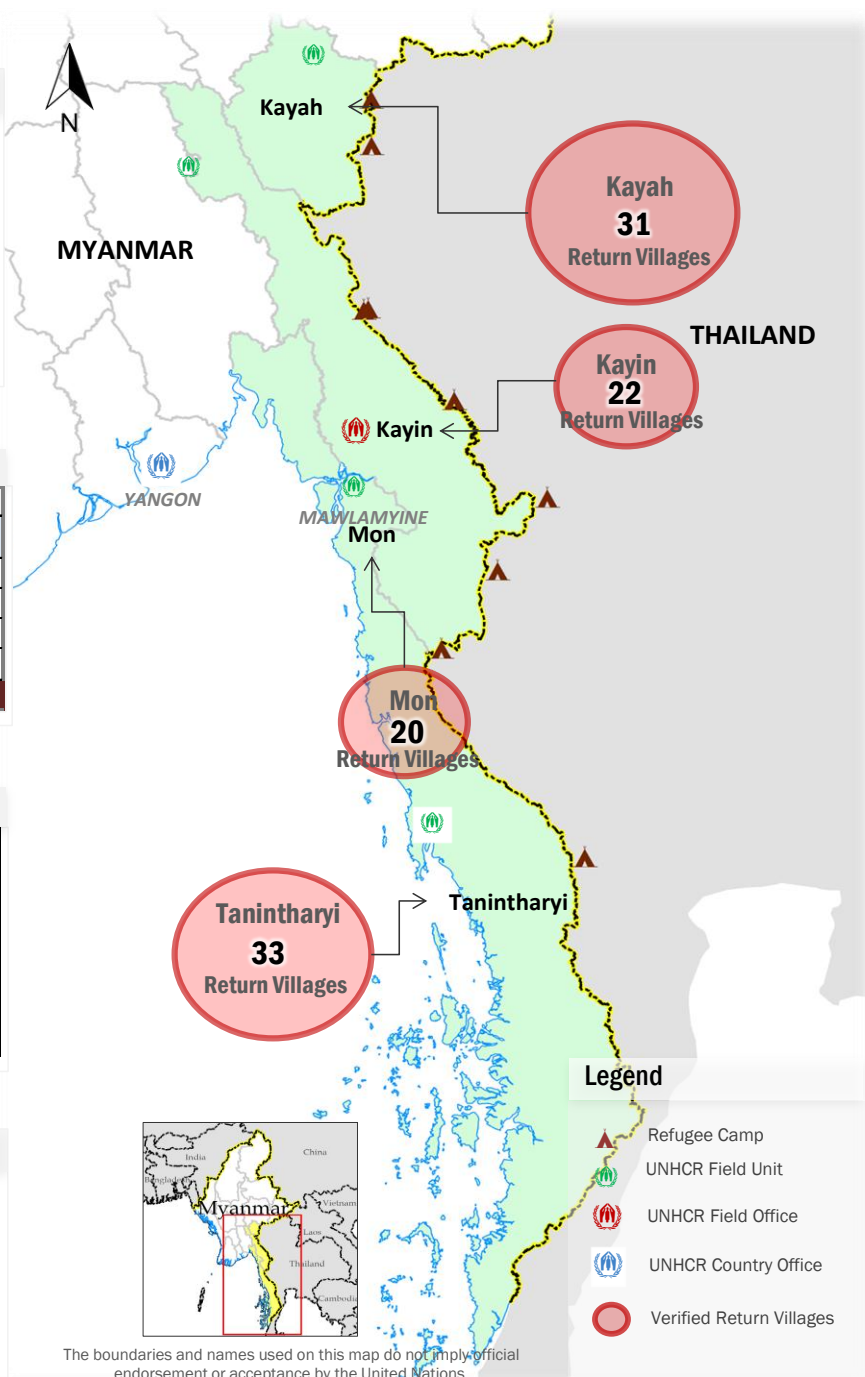 N
Kayah
MYANMAR
Kayah
31
Return Villages
THAILAND
Kayin
22
Return Villages
Kayin
YANGON
MAWLAMYINE
Mon
Mon
20
Return Villages
Tanintharyi
33
Return Villages
Tanintharyi
Legend
Refugee Camp
UNHCR Field Unit
UNHCR Field Office
UNHCR Country Office
Verified Return Villages
India
China
Bangladesh
Myanmar
Vietnam
Laos
Thailand
Cambodia
The boundaries and names used on this map do not imply official
endorsement or acceptance by the United Nations